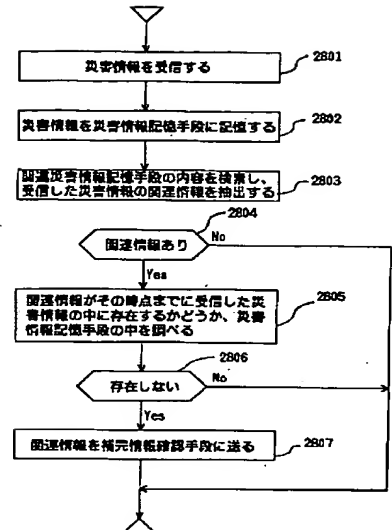 災害情報を受信する
2801
災害情報を災害情報記憶手段に記憶する
2802
関連災害情報記憶手段の内容を検索し、
受信した災害情報の関連情報を抽出する
2803
2804
関連情報あり
No
Yes
関連情報がその時点までに受信した災
害情報の中に存在するかどうか、災害
情報記憶手段の中を調べる
2805
2806
存在しない
No
Yes
関連情報を補完情報確認手段に送る
2807